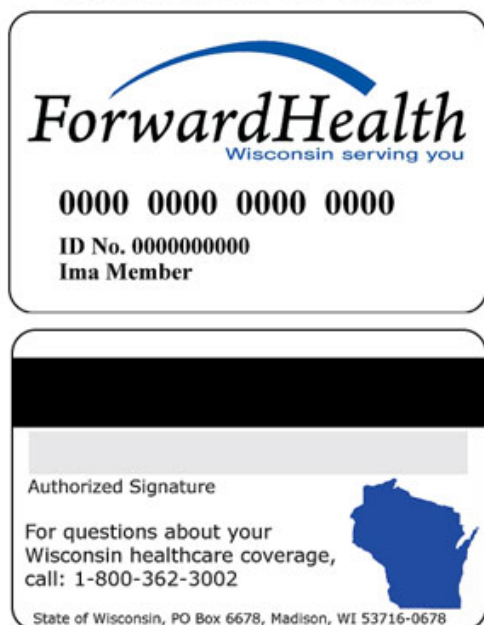 ForwardHealth
Wisconsin serving you
0000 0000 0000 0000
ID No. 0000000000
Ima Member
Authorized Signature
For questions about your
Wisconsin healthcare coverage,
call: 1-800-362-3002
State of Wisconsin, PO Box 6678, Madison, WI 53716-0678